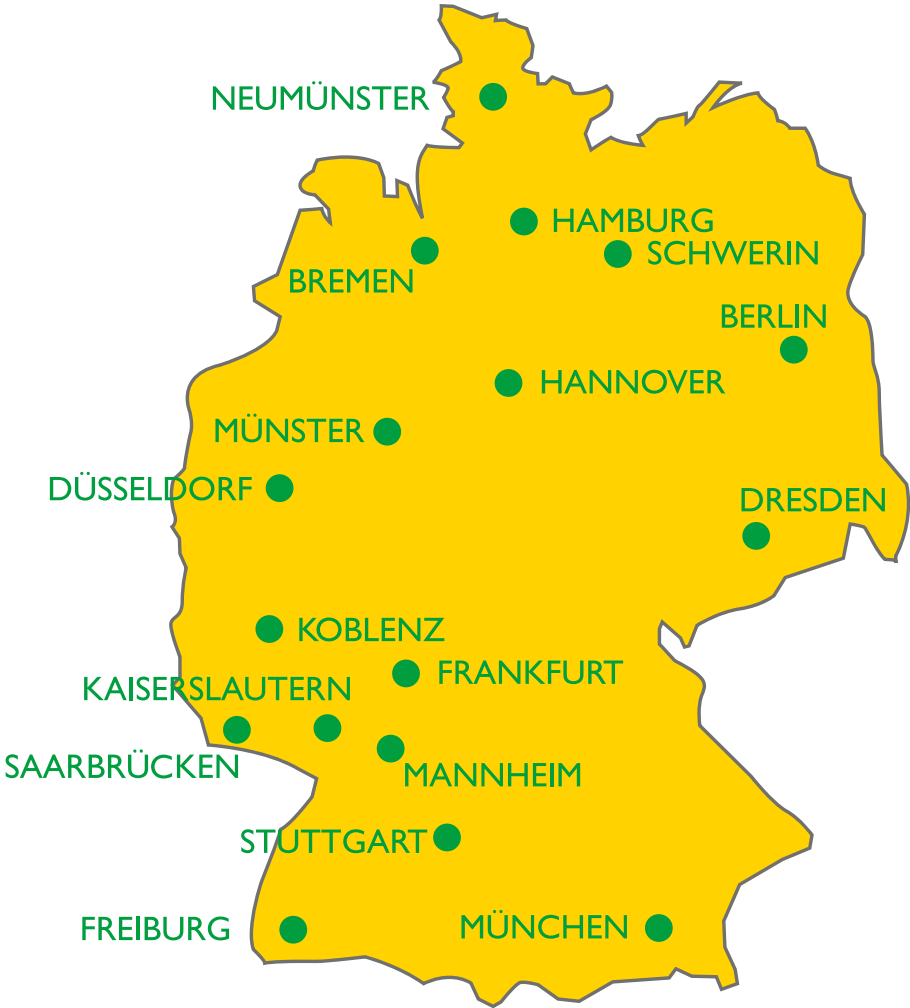 NEUMÜNSTER
HAMBURG
SCHWERIN
BREMEN
BERLIN
HANNOVER
MÜNSTER
DÜSSELDORF
DRESDEN
KOBLENZ
FRANKFURT
KAISERSLAUTERN
SAARBRÜCKEN
MANNHEIM
STUTTGART
FREIBURG
MÜNCHEN